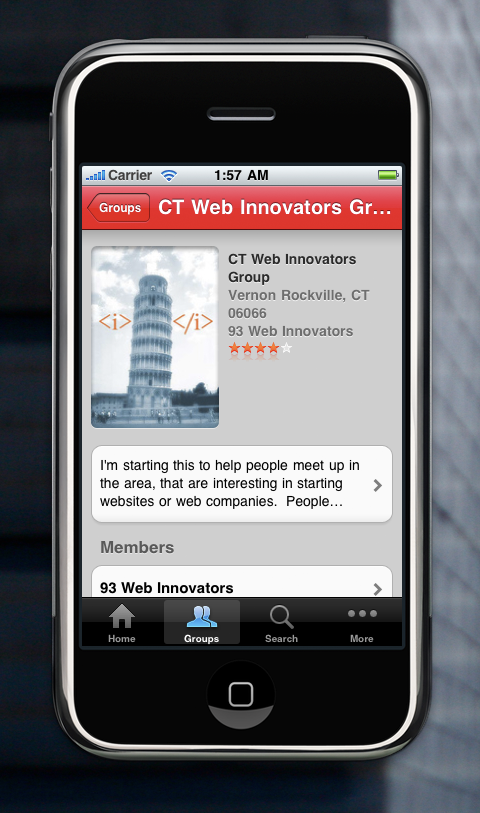 Carrier 1:57 AM
Groups CT Web Innovators Gr...
<i> </i>
CT Web Innovators
Group
Vernon Rockville, CT
06066
93 Web Innovators
I'm starting this to help people meet up in
the area, that are interesting in starting
websites or web companies.  People...
Members
93 Web Innovators
Home Groups Search More